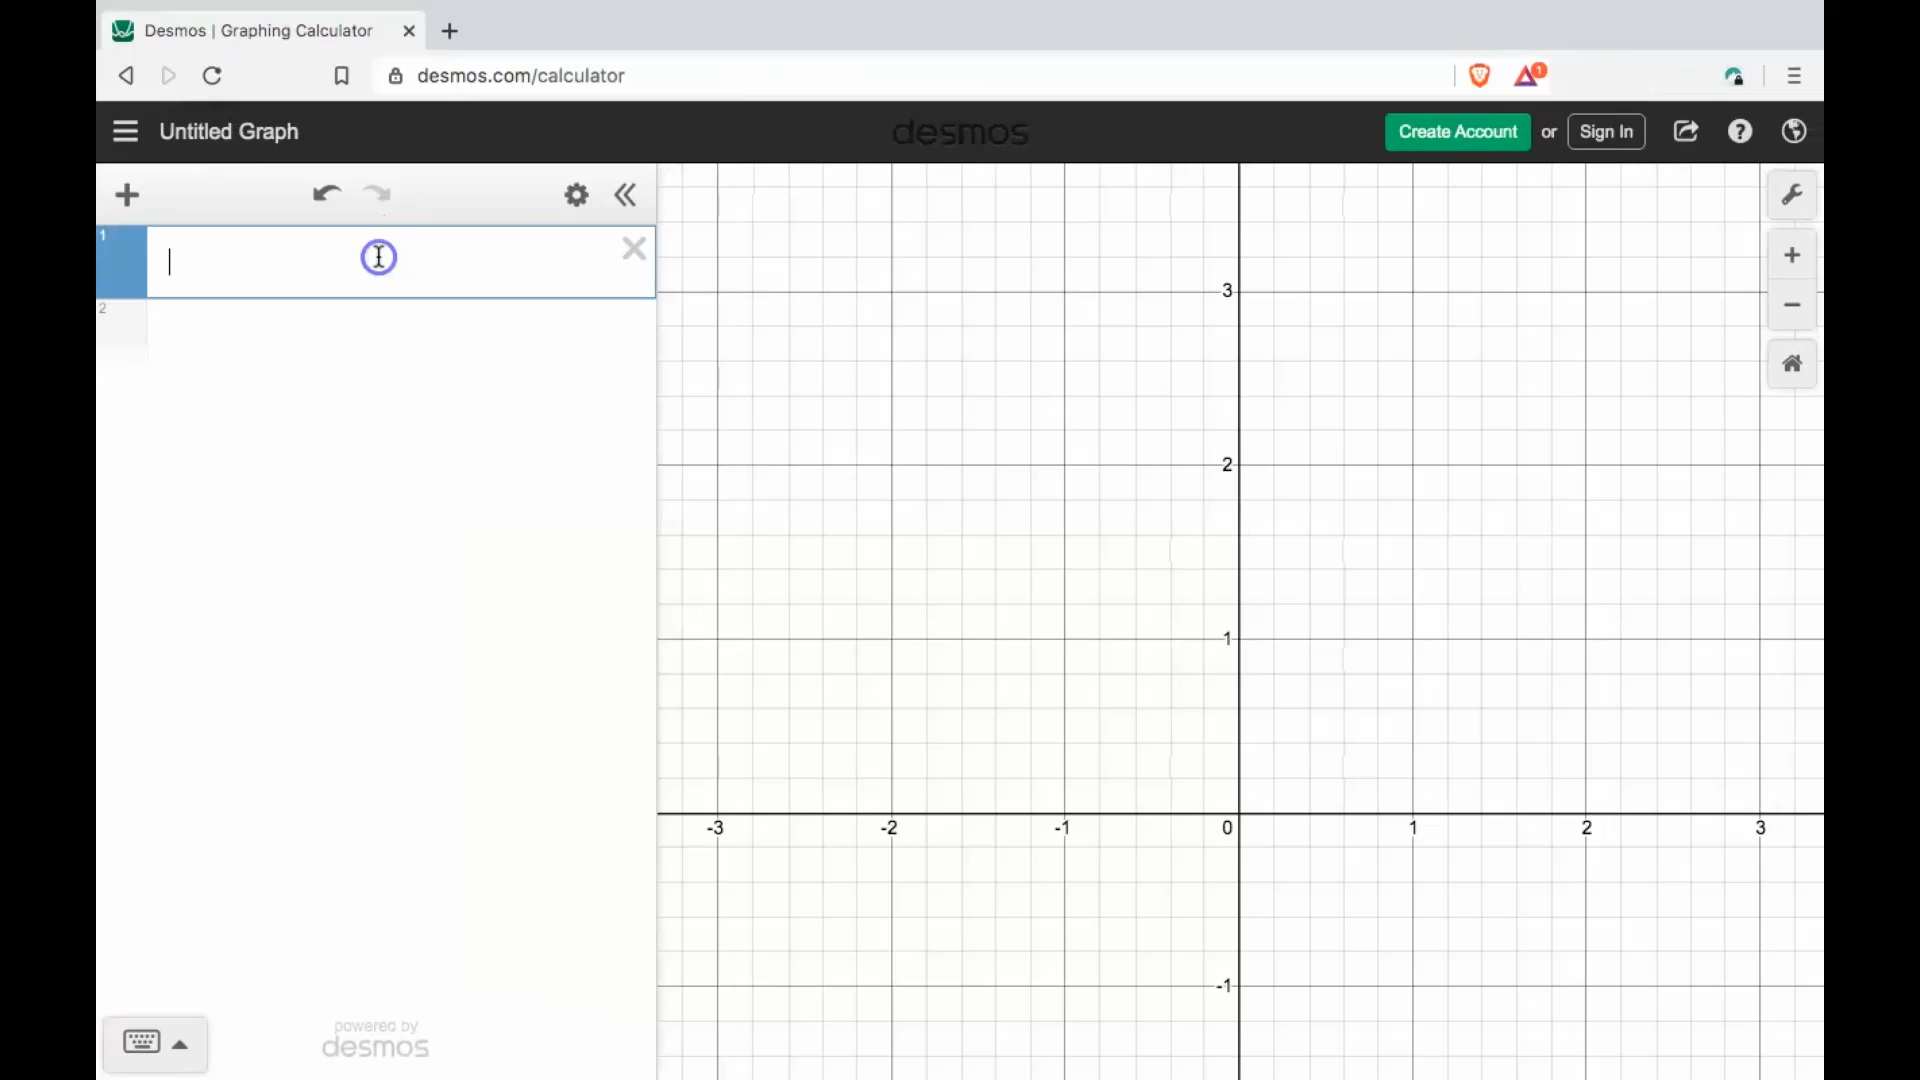 Desmos | Graphing Calculator
desmos.com/calculator
1
Untitled Graph
desmos
Create Account or Sign In
1
2
3
2
1
-3 -2 -1 0 1 2 3
-1
powered by
desmos